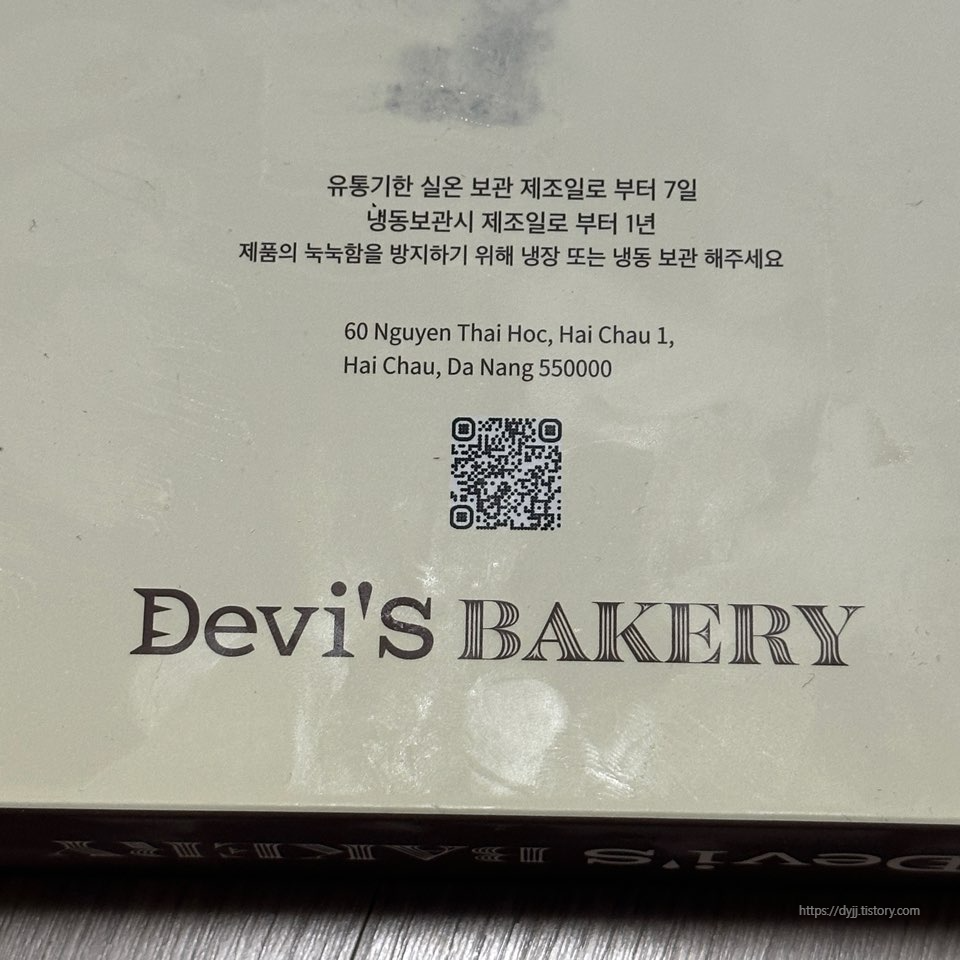 유통기한 실온 보관 제조일로 부터 7일
냉동보관시 제조일로 부터 1년
제품의 눅눅함을 방지하기 위해 냉장 또는 냉동 보관 해주세요
60 Nguyen Thai Hoc, Hai Chau 1,
Hai Chau, Da Nang 550000
Devi's BAKERY
Devi's BAKERY
https://dyjj.tistory.com